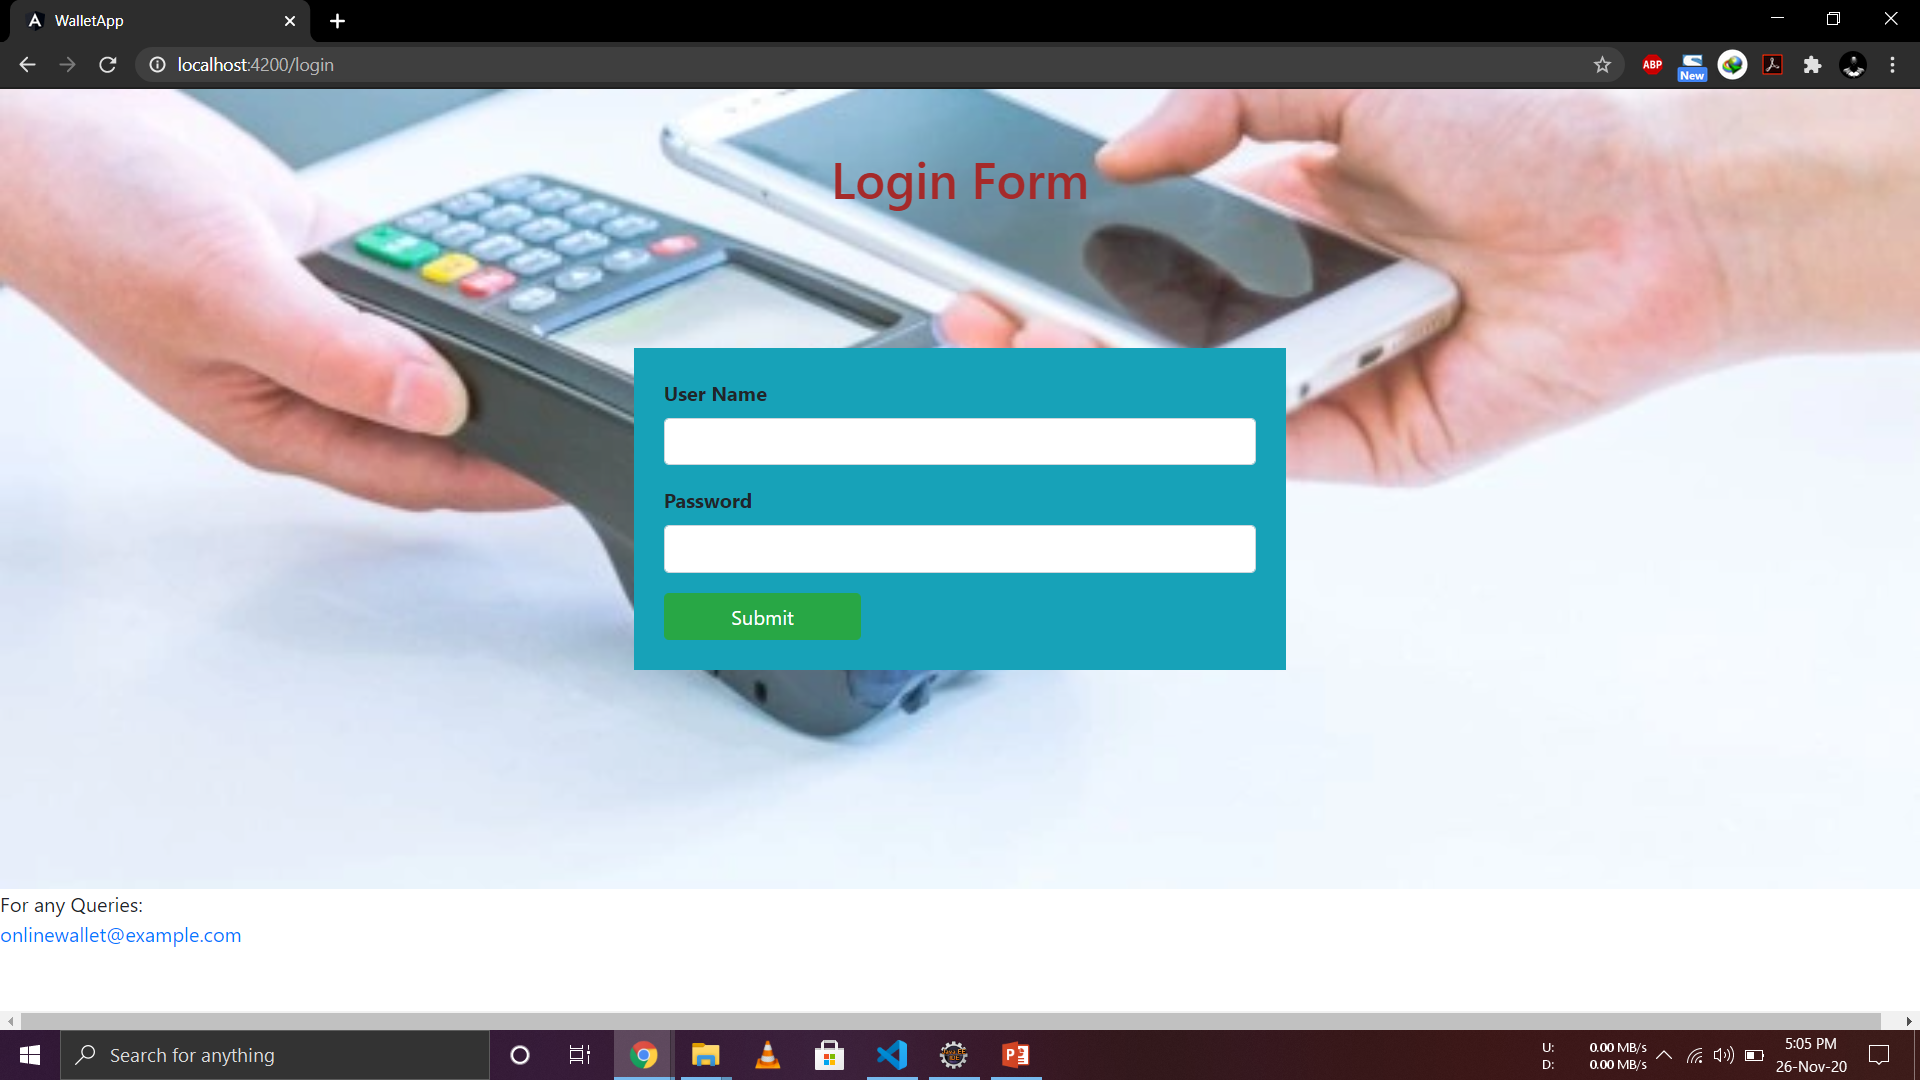 WalletApp
localhost:4200/login
ABP
New
Login Form
User Name
Password
Submit
For any Queries:
onlinewallet@example.com
Search for anything
U: 0.00 MB/s
D: 0.00 MB/s
5:05 PM
26-Nov-20